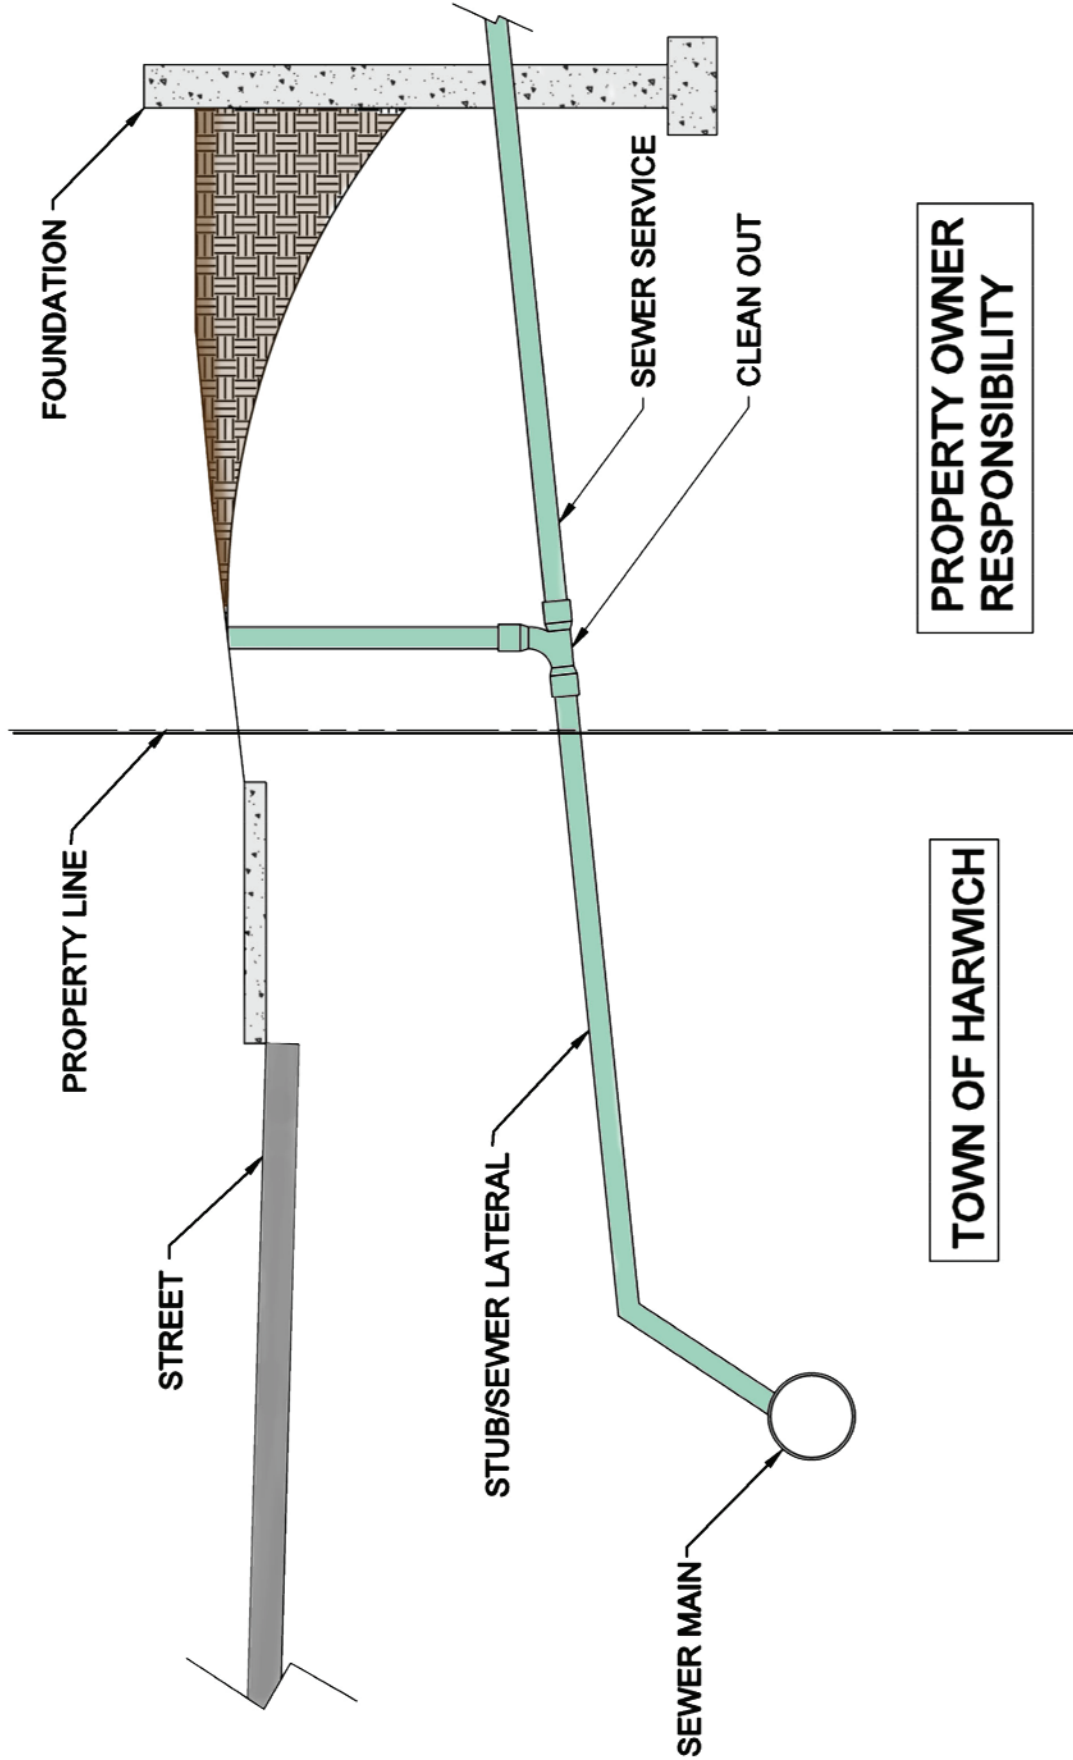 FOUNDATION
PROPERTY LINE
STREET
SEWER SERVICE
CLEAN OUT
STUB/SEWER LATERAL
SEWER MAIN
PROPERTY OWNER
RESPONSIBILITY
TOWN OF HARWICH